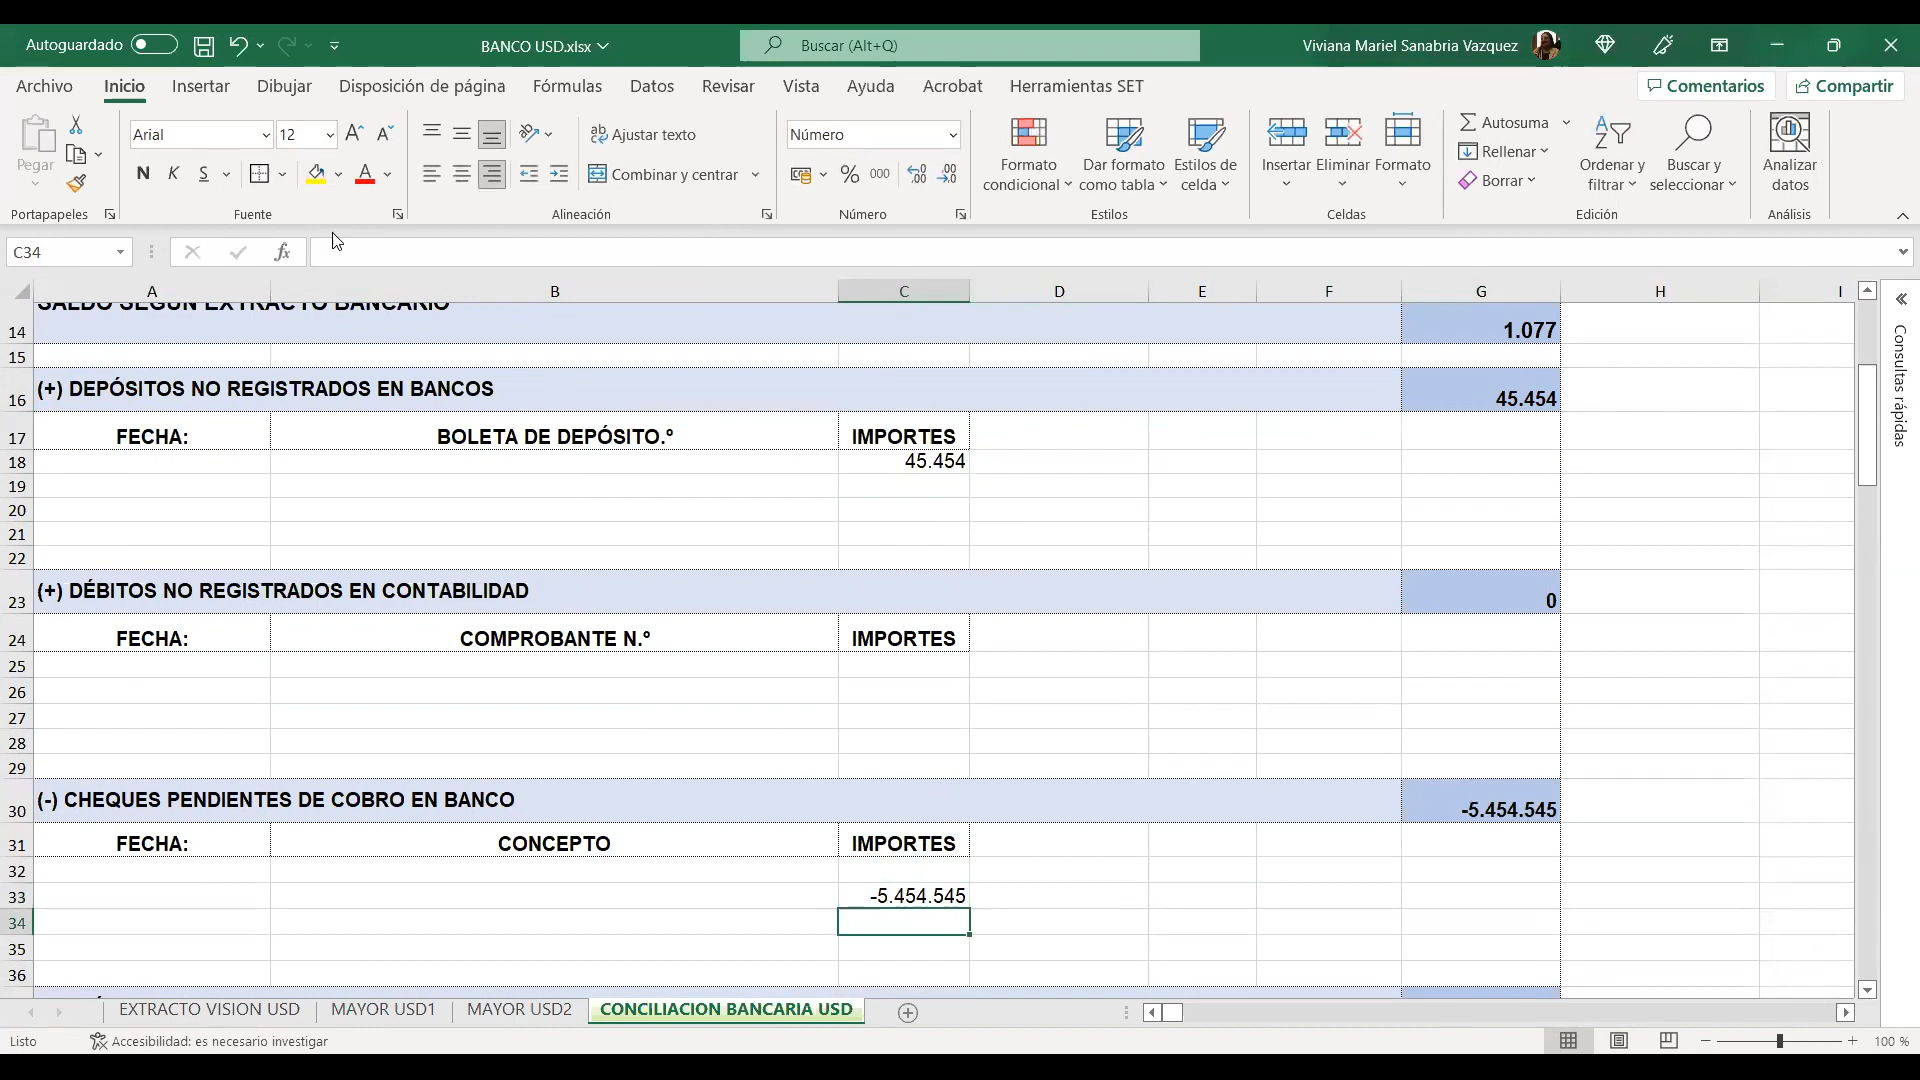 Autoguardado
BANCO USD.xlsx
Buscar (Alt+Q)
Viviana Mariel Sanabria Vazquez
Archivo Inicio Insertar Dibujar Disposición de página Fórmulas Datos Revisar Vista Ayuda Acrobat Herramientas SET
Comentarios Compartir
Pegar
Portapapeles
Arial 12
N K S
Fuente
Ajustar texto
Combinar y centrar
Alineación
Número
% 000
Número
Formato condicional
Dar formato como tabla
Estilos de celda
Estilos
Insertar Eliminar Formato
Celdas
Autosuma
Rellenar
Borrar
Ordenar y filtrar
Buscar y seleccionar
Edición
Analizar datos
Análisis
C34
fx
A B C D E F G H I
SALDO SEGÚN EXTRACTO BANCARIO
14 1.077
15
(+) DEPÓSITOS NO REGISTRADOS EN BANCOS
16 45.454
17 FECHA: BOLETA DE DEPÓSITO.º IMPORTES
18 45.454
19
20
21
22
(+) DÉBITOS NO REGISTRADOS EN CONTABILIDAD
23 0
24 FECHA: COMPROBANTE N.º IMPORTES
25
26
27
28
29
(-) CHEQUES PENDIENTES DE COBRO EN BANCO
30 -5.454.545
31 FECHA: CONCEPTO IMPORTES
32
33 -5.454.545
34
35
36
Consultas rápidas
EXTRACTO VISION USD MAYOR USD1 MAYOR USD2 CONCILIACION BANCARIA USD
Listo Accesibilidad: es necesario investigar 100 %